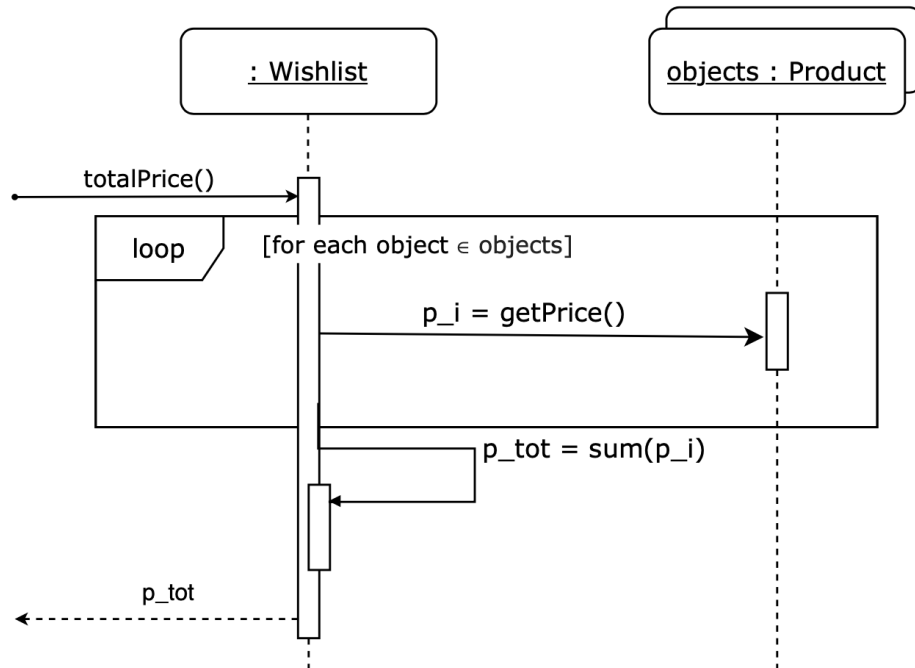 : Wishlist
objects : Product
totalPrice()
loop
[for each object ∈ objects]
p_i = getPrice()
p_tot = sum(p_i)
p_tot